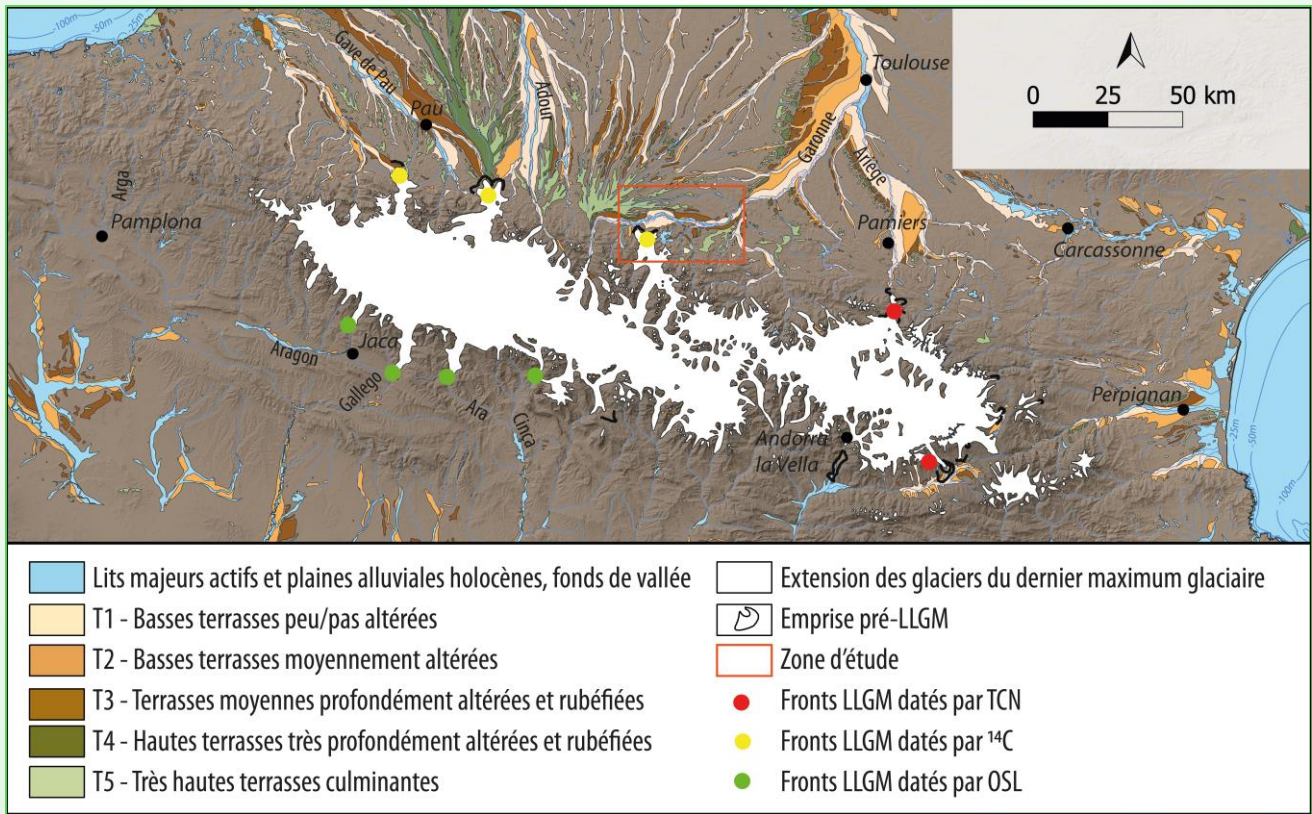 -100m
-50m
-25m
Gave de Pau
Pau
Adour
Toulouse
Garonne
Ariège
0 25 50 km
Arga
Pamplona
Pamiers
Carcassonne
Aragon
Jaca
Gallego
Ara
Cinca
Andorra
la Vella
Perpignan
-25m
-50m
-100m
Lits majeurs actifs et plaines alluviales holocènes, fonds de vallée
T1 - Basses terrasses peu/pas altérées
T2 - Basses terrasses moyennement altérées
T3 - Terrasses moyennes profondément altérées et rubéfiées
T4 - Hautes terrasses très profondément altérées et rubéfiées
T5 - Très hautes terrasses culminantes
Extension des glaciers du dernier maximum glaciaire
Emprise pré-LLGM
Zone d'étude
Fronts LLGM datés par TCN
Fronts LLGM datés par ¹⁴C
Fronts LLGM datés par OSL